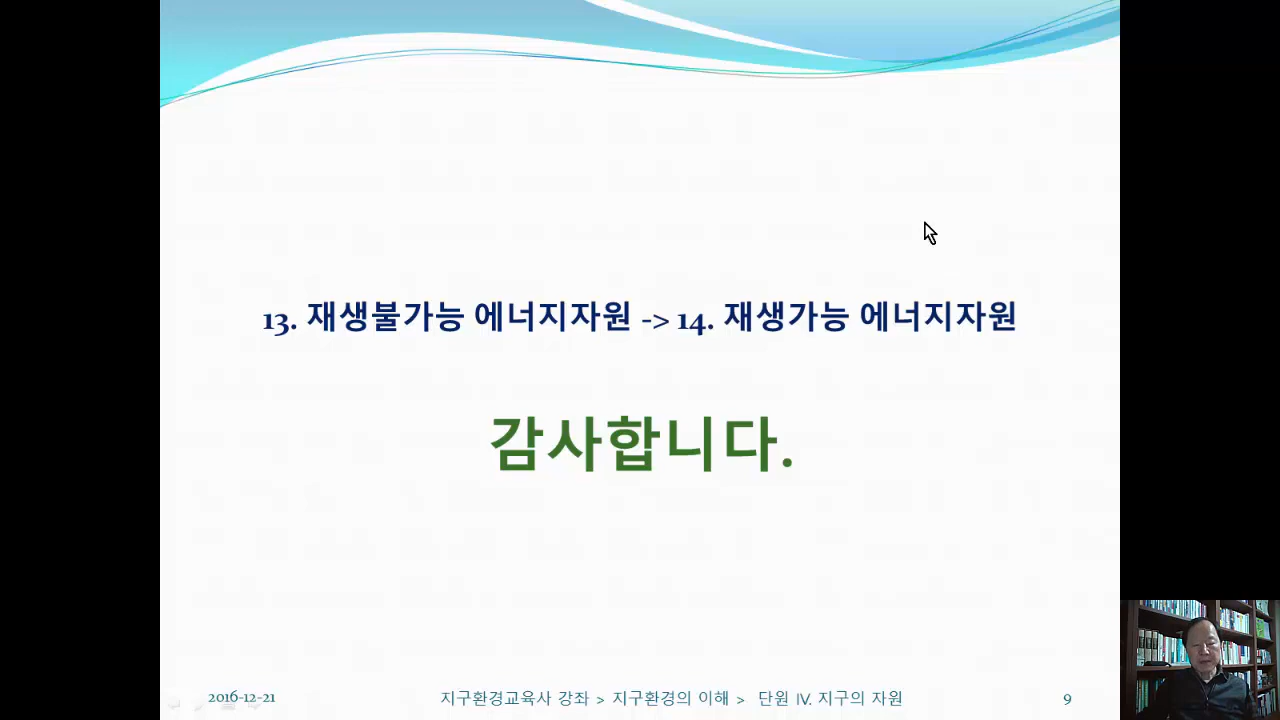 13. 재생불가능 에너지자원 -> 14. 재생가능 에너지자원
감사합니다.
2016-12-21 지구환경교육사 강좌 > 지구환경의 이해 > 단원 Ⅳ. 지구의 자원 9